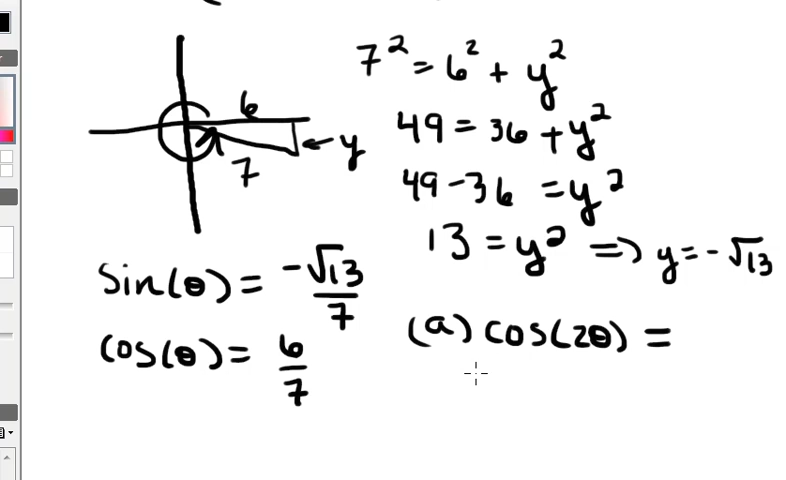 6
7
y
7² = 6² + y²
49 = 36 + y²
49 - 36 = y²
13 = y² => y = -√13
sin(θ) = -√13/7
cos(θ) = 6/7
(a) cos(2θ) =